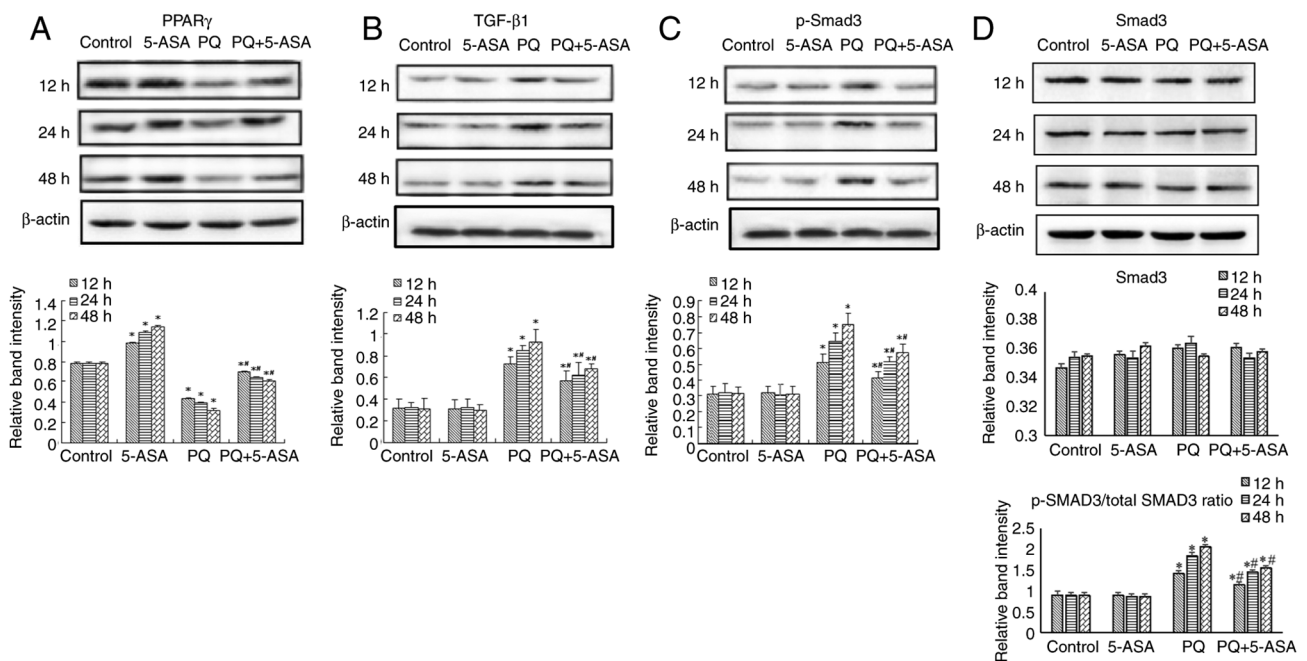 A
PPARγ
Control 5-ASA PQ PQ+5-ASA
12 h
24 h
48 h
β-actin
12 h
24 h
48 h
Relative band intensity
1.4
1.2
1
0.8
0.6
0.4
0.2
0
* * *
* * *
*# *# *#
Control 5-ASA PQ PQ+5-ASA
B
TGF-β1
Control 5-ASA PQ PQ+5-ASA
12 h
24 h
48 h
β-actin
12 h
24 h
48 h
Relative band intensity
1.4
1.2
1
0.8
0.6
0.4
0.2
0
* * *
*# *# *#
Control 5-ASA PQ PQ+5-ASA
C
p-Smad3
Control 5-ASA PQ PQ+5-ASA
12 h
24 h
48 h
β-actin
12 h
24 h
48 h
Relative band intensity
0.9
0.8
0.7
0.6
0.5
0.4
0.3
0.2
0.1
0
* * *
*# *# *#
Control 5-ASA PQ PQ+5-ASA
D
Smad3
Control 5-ASA PQ PQ+5-ASA
12 h
24 h
48 h
β-actin
Smad3
12 h
24 h
48 h
Relative band intensity
0.4
0.38
0.36
0.34
0.32
0.3
Control 5-ASA PQ PQ+5-ASA
12 h
24 h
48 h
p-SMAD3/total SMAD3 ratio
Relative band intensity
2.5
2
1.5
1
0.5
0
* * *
*# *# *#
Control 5-ASA PQ PQ+5-ASA